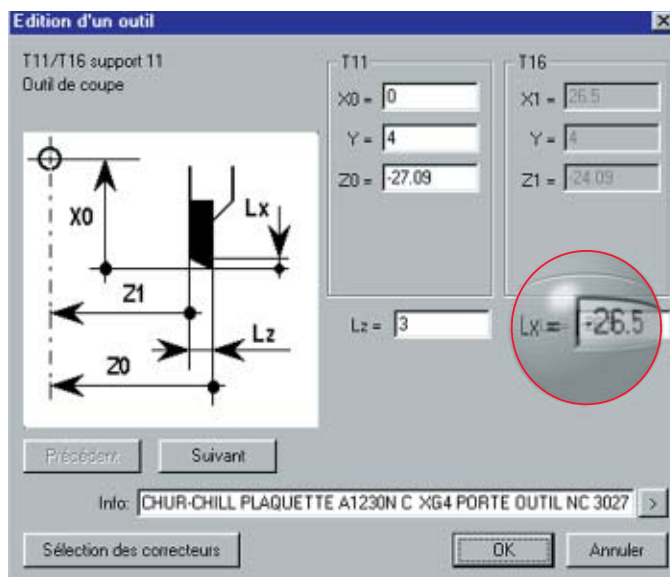 Edition d'un outil
T11/T16 support 11
Outil de coupe
X0
Lx
Z1
Lz
Z0
T11
X0 = 0
Y = 4
Z0 = -27.09
T16
X1 = 26.5
Y = 4
Z1 = -24.09
Lz = 3
Lx = -26.5
Précédent
Suivant
Info: CHUR-CHILL PLAQUETTE A1230N C XG4 PORTE OUTIL NC 3027 >
Sélection des correcteurs
OK
Annuler